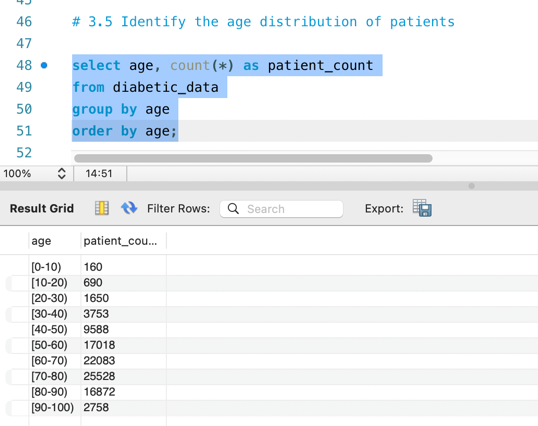 45
46 # 3.5 Identify the age distribution of patients
47
48 select age, count(*) as patient_count
49 from diabetic_data
50 group by age
51 order by age;
52
100% 14:51
Result Grid Filter Rows: Search Export:
age patient_cou...
[0-10) 160
[10-20) 690
[20-30) 1650
[30-40) 3753
[40-50) 9588
[50-60) 17018
[60-70) 22083
[70-80) 25528
[80-90) 16872
[90-100) 2758